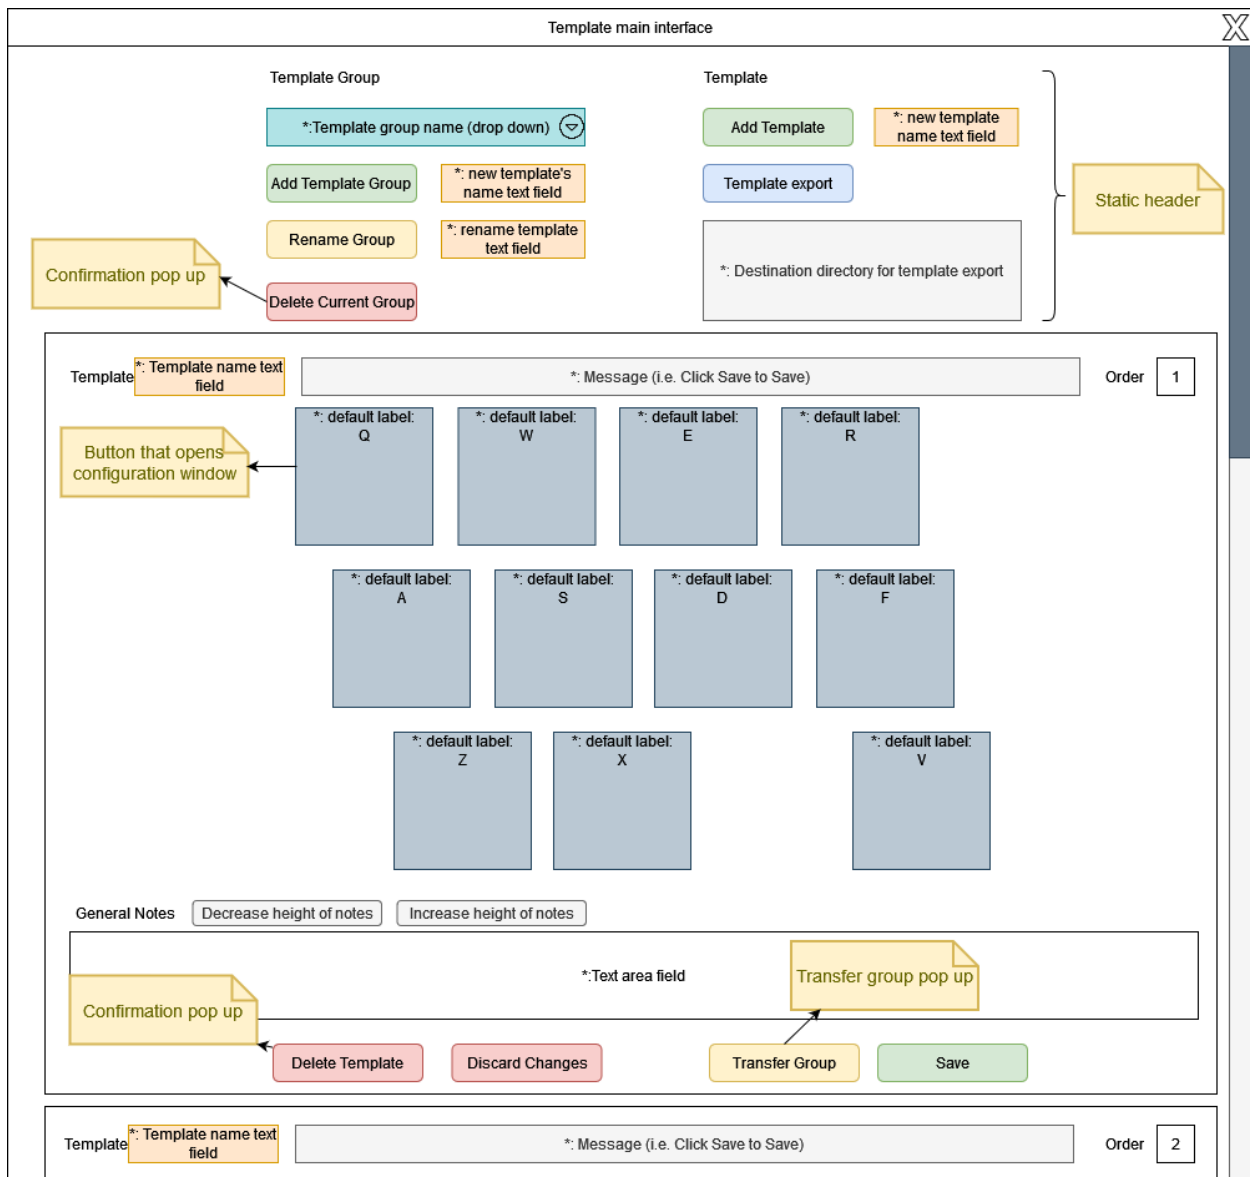 Template main interface
X
Template Group
Template
*:Template group name (drop down)
Add Template
*: new template
name text field
Add Template Group
*: new template's
name text field
Template export
Static header
Rename Group
*: rename template
text field
Confirmation pop up
*: Destination directory for template export
Delete Current Group
Template
*: Template name text
field
*: Message (i.e. Click Save to Save)
Order
1
*: default label:
Q
*: default label:
W
*: default label:
E
*: default label:
R
Button that opens
configuration window
*: default label:
A
*: default label:
S
*: default label:
D
*: default label:
F
*: default label:
Z
*: default label:
X
*: default label:
V
General Notes
Decrease height of notes
Increase height of notes
*:Text area field
Transfer group pop up
Confirmation pop up
Delete Template
Discard Changes
Transfer Group
Save
Template
*: Template name text
field
*: Message (i.e. Click Save to Save)
Order
2